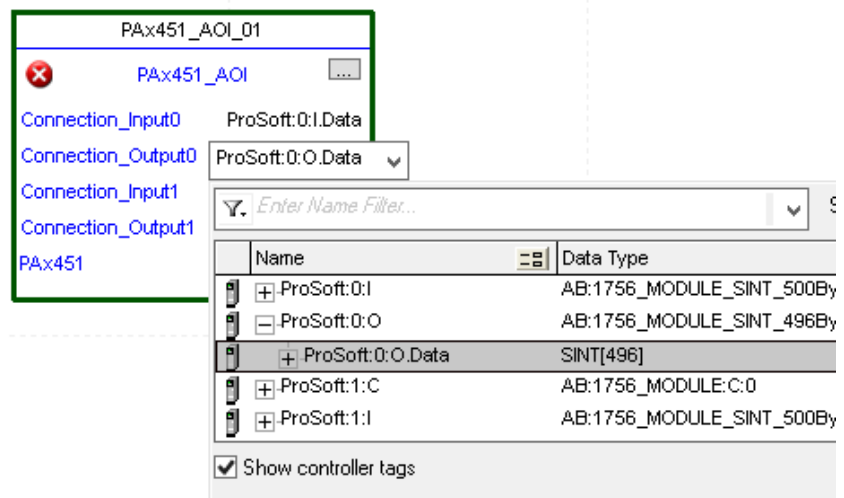 PAx451_AOI_01
PAx451_AOI ...
Connection_Input0 ProSoft:0:I.Data
Connection_Output0 ProSoft:0:O.Data
Connection_Input1
Enter Name Filter...
Connection_Output1
Name Data Type
PAx451
ProSoft:0:I AB:1756_MODULE_SINT_500By
ProSoft:0:O AB:1756_MODULE_SINT_496By
ProSoft:0:O.Data SINT[496]
ProSoft:1:C AB:1756_MODULE:C:0
ProSoft:1:I AB:1756_MODULE_SINT_500By
Show controller tags